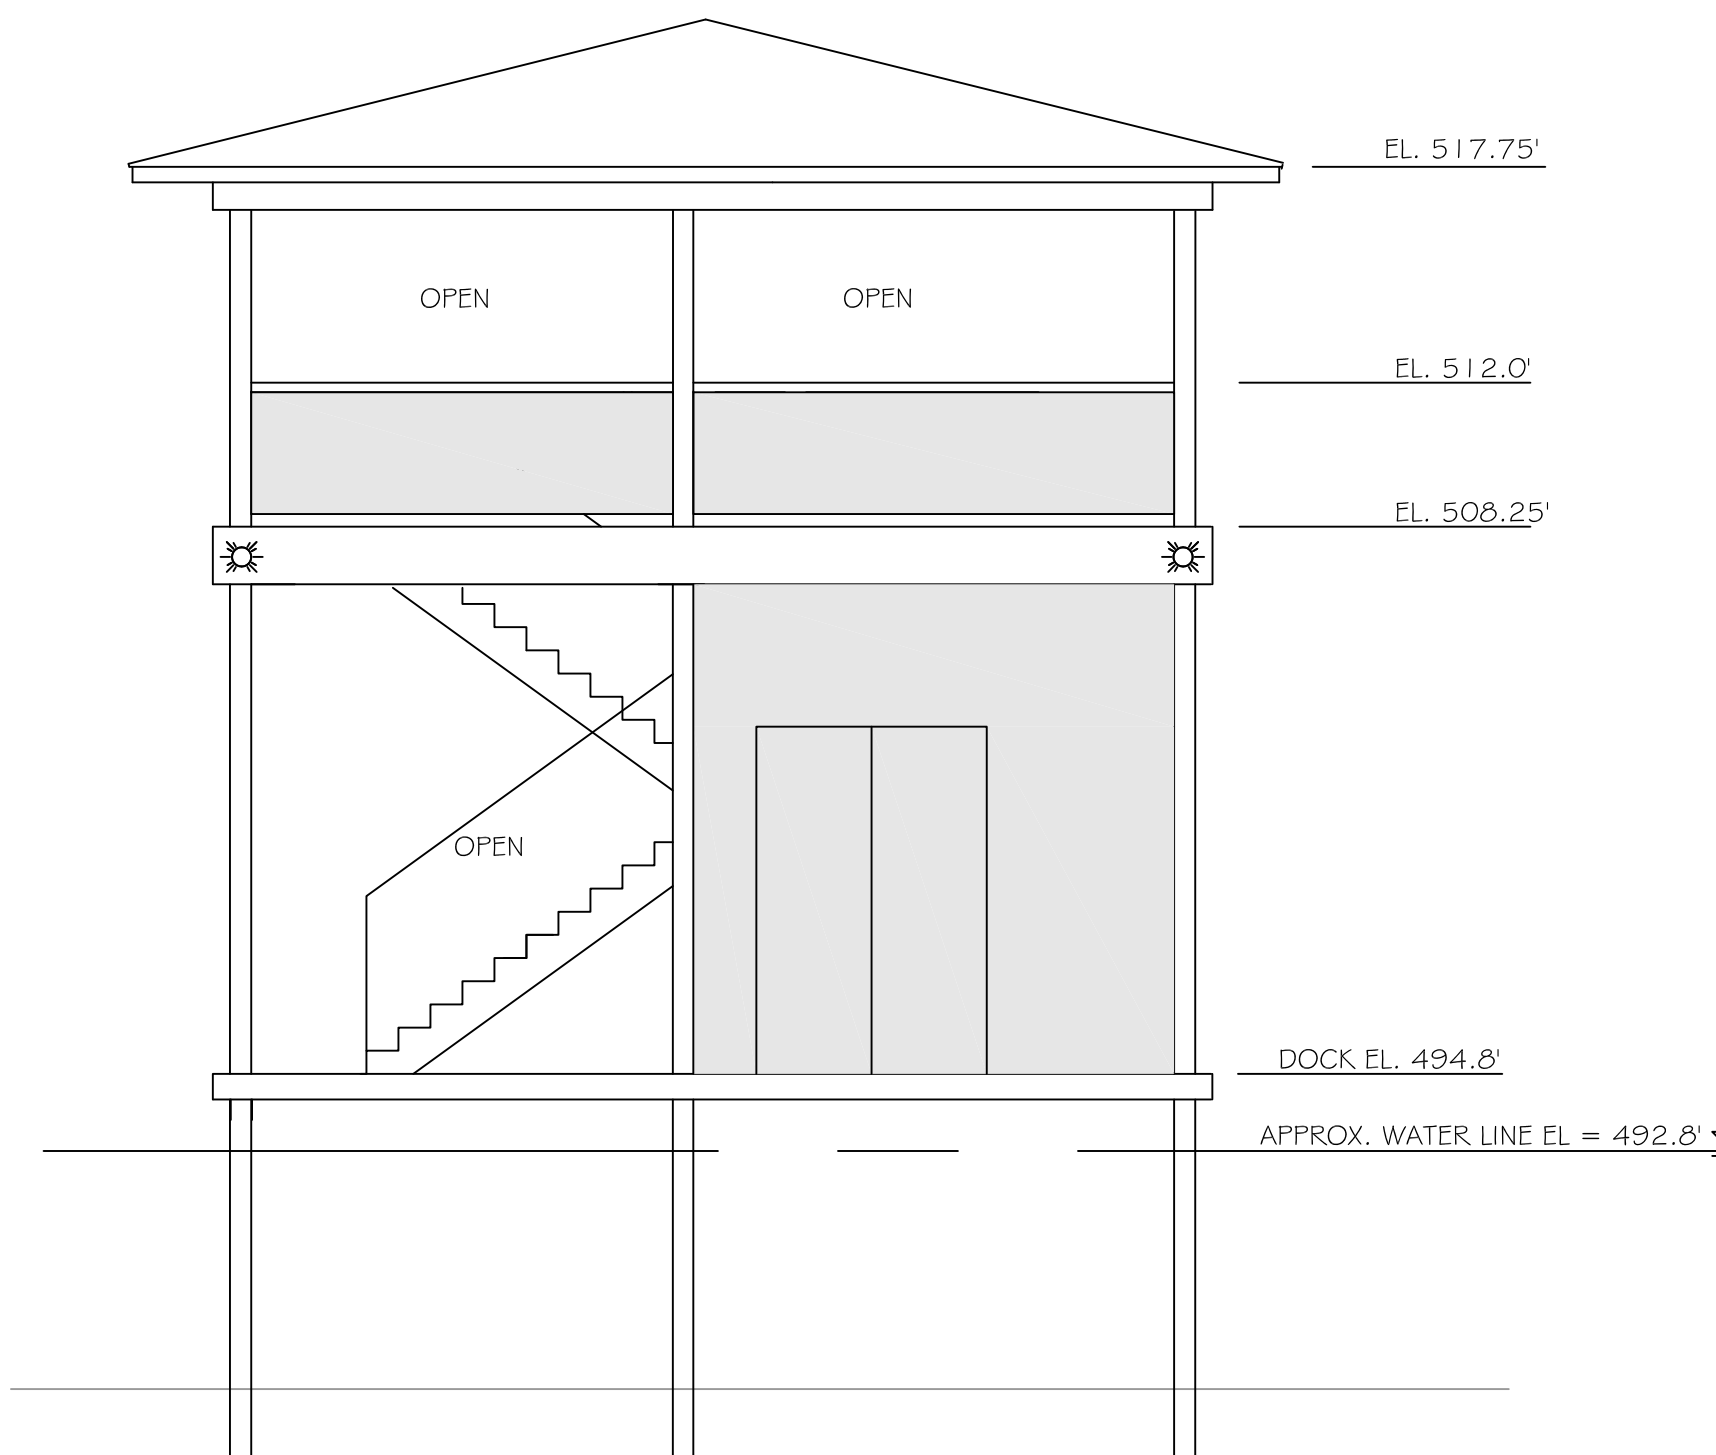 EL. 517.75'
OPEN
OPEN
EL. 512.0'
EL. 508.25'
OPEN
DOCK EL. 494.8'
APPROX. WATER LINE EL = 492.8'